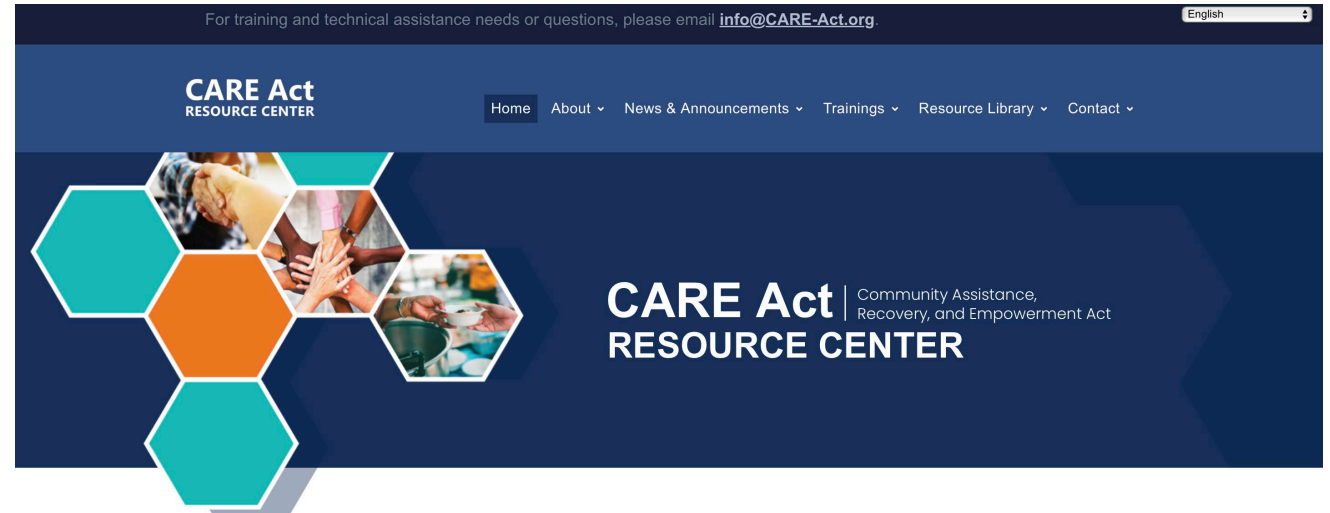 For training and technical assistance needs or questions, please email info@CARE-Act.org.
English
CARE Act
RESOURCE CENTER
Home About News & Announcements Trainings Resource Library Contact
CARE Act
Community Assistance,
Recovery, and Empowerment Act
RESOURCE CENTER